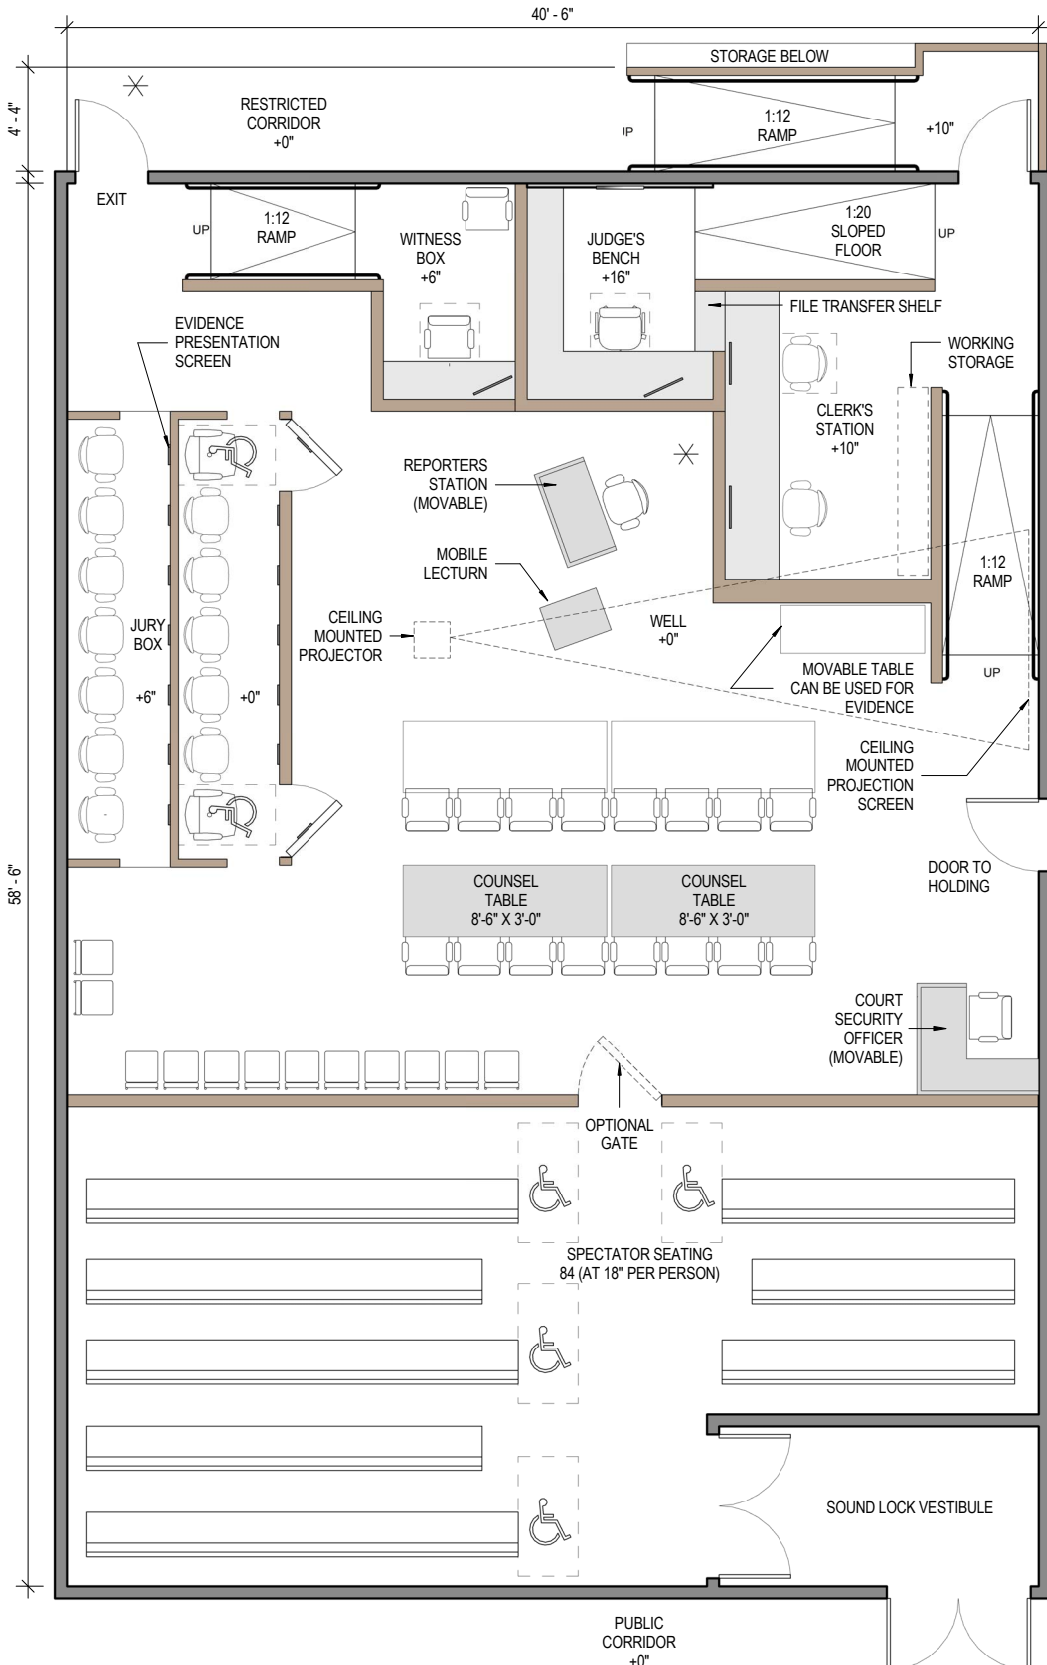 40' - 6"
STORAGE BELOW
4' - 4"
RESTRICTED
CORRIDOR
+0"
UP
1:12
RAMP
+10"
EXIT
UP
1:12
RAMP
WITNESS
BOX
+6"
JUDGE'S
BENCH
+16"
1:20
SLOPED
FLOOR
UP
FILE TRANSFER SHELF
EVIDENCE
PRESENTATION
SCREEN
WORKING
STORAGE
CLERK'S
STATION
+10"
REPORTERS
STATION
(MOVABLE)
MOBILE
LECTURN
1:12
RAMP
UP
CEILING
MOUNTED
PROJECTOR
WELL
+0"
JURY
BOX
+6"
+0"
MOVABLE TABLE
CAN BE USED FOR
EVIDENCE
CEILING
MOUNTED
PROJECTION
SCREEN
58' - 6"
DOOR TO
HOLDING
COUNSEL
TABLE
8'-6" X 3'-0"
COUNSEL
TABLE
8'-6" X 3'-0"
COURT
SECURITY
OFFICER
(MOVABLE)
OPTIONAL
GATE
SPECTATOR SEATING
84 (AT 18" PER PERSON)
SOUND LOCK VESTIBULE
PUBLIC
CORRIDOR
+0"